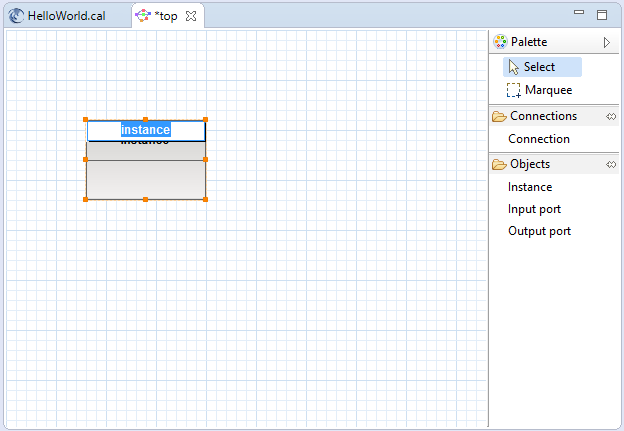 HelloWorld.cal
*top
Palette
Select
Marquee
Connections
Connection
Objects
Instance
Input port
Output port
instance
instance